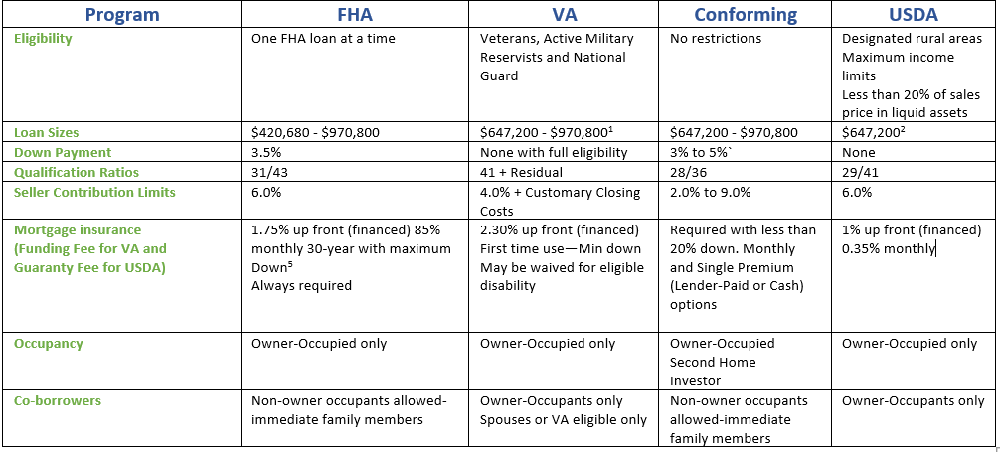 Program FHA VA Conforming USDA
Eligibility
One FHA loan at a time
Veterans, Active Military
Reservists and National
Guard
No restrictions
Designated rural areas
Maximum income
limits
Less than 20% of sales
price in liquid assets
Loan Sizes
$420,680 - $970,800
$647,200 - $970,800¹
$647,200 - $970,800
$647,200²
Down Payment
3.5%
None with full eligibility
3% to 5%`
None
Qualification Ratios
31/43
41 + Residual
28/36
29/41
Seller Contribution Limits
6.0%
4.0% + Customary Closing
Costs
2.0% to 9.0%
6.0%
Mortgage insurance
(Funding Fee for VA and
Guaranty Fee for USDA)
1.75% up front (financed) 85%
monthly 30-year with maximum
Down⁵
Always required
2.30% up front (financed)
First time use—Min down
May be waived for eligible
disability
Required with less than
20% down. Monthly
and Single Premium
(Lender-Paid or Cash)
options
1% up front (financed)
0.35% monthly
Occupancy
Owner-Occupied only
Owner-Occupied only
Owner-Occupied
Second Home
Investor
Owner-Occupied only
Co-borrowers
Non-owner occupants allowed-
immediate family members
Owner-Occupants only
Spouses or VA eligible only
Non-owner occupants
allowed-immediate
family members
Owner-Occupants only